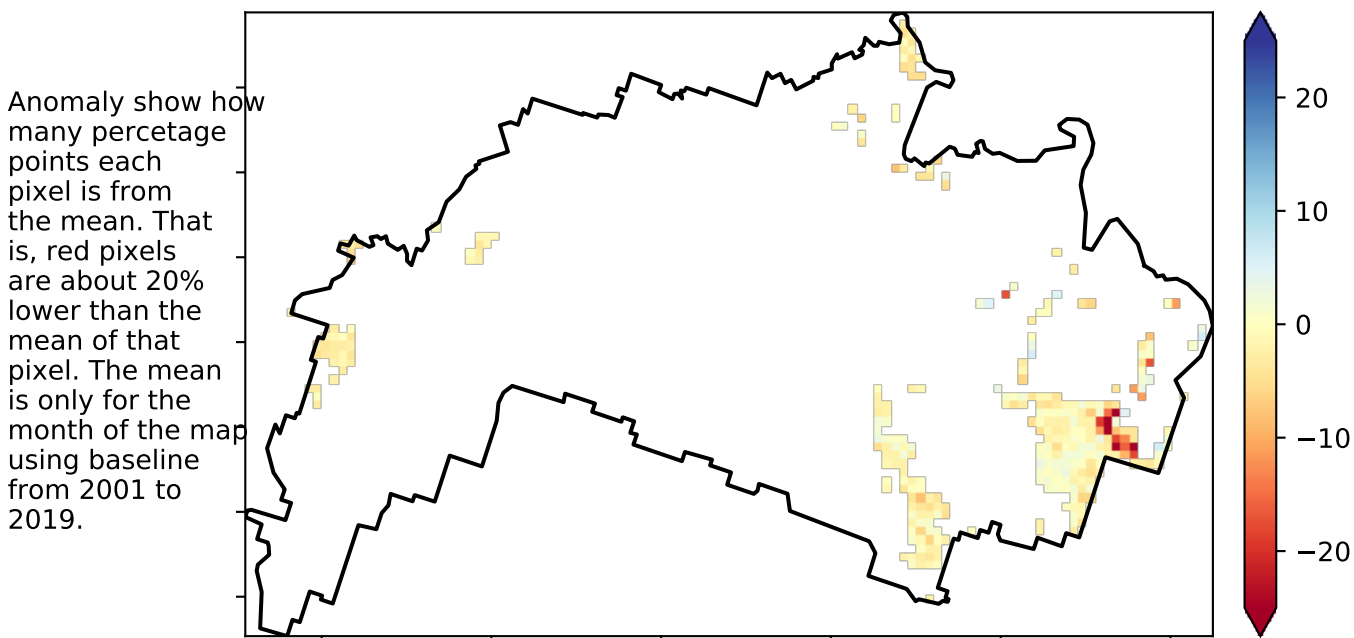 Anomaly show how
many percetage
points each
pixel is from
the mean. That
is, red pixels
are about 20%
lower than the
mean of that
pixel. The mean
is only for the
month of the map
using baseline
from 2001 to
2019.
20
10
0
−10
−20